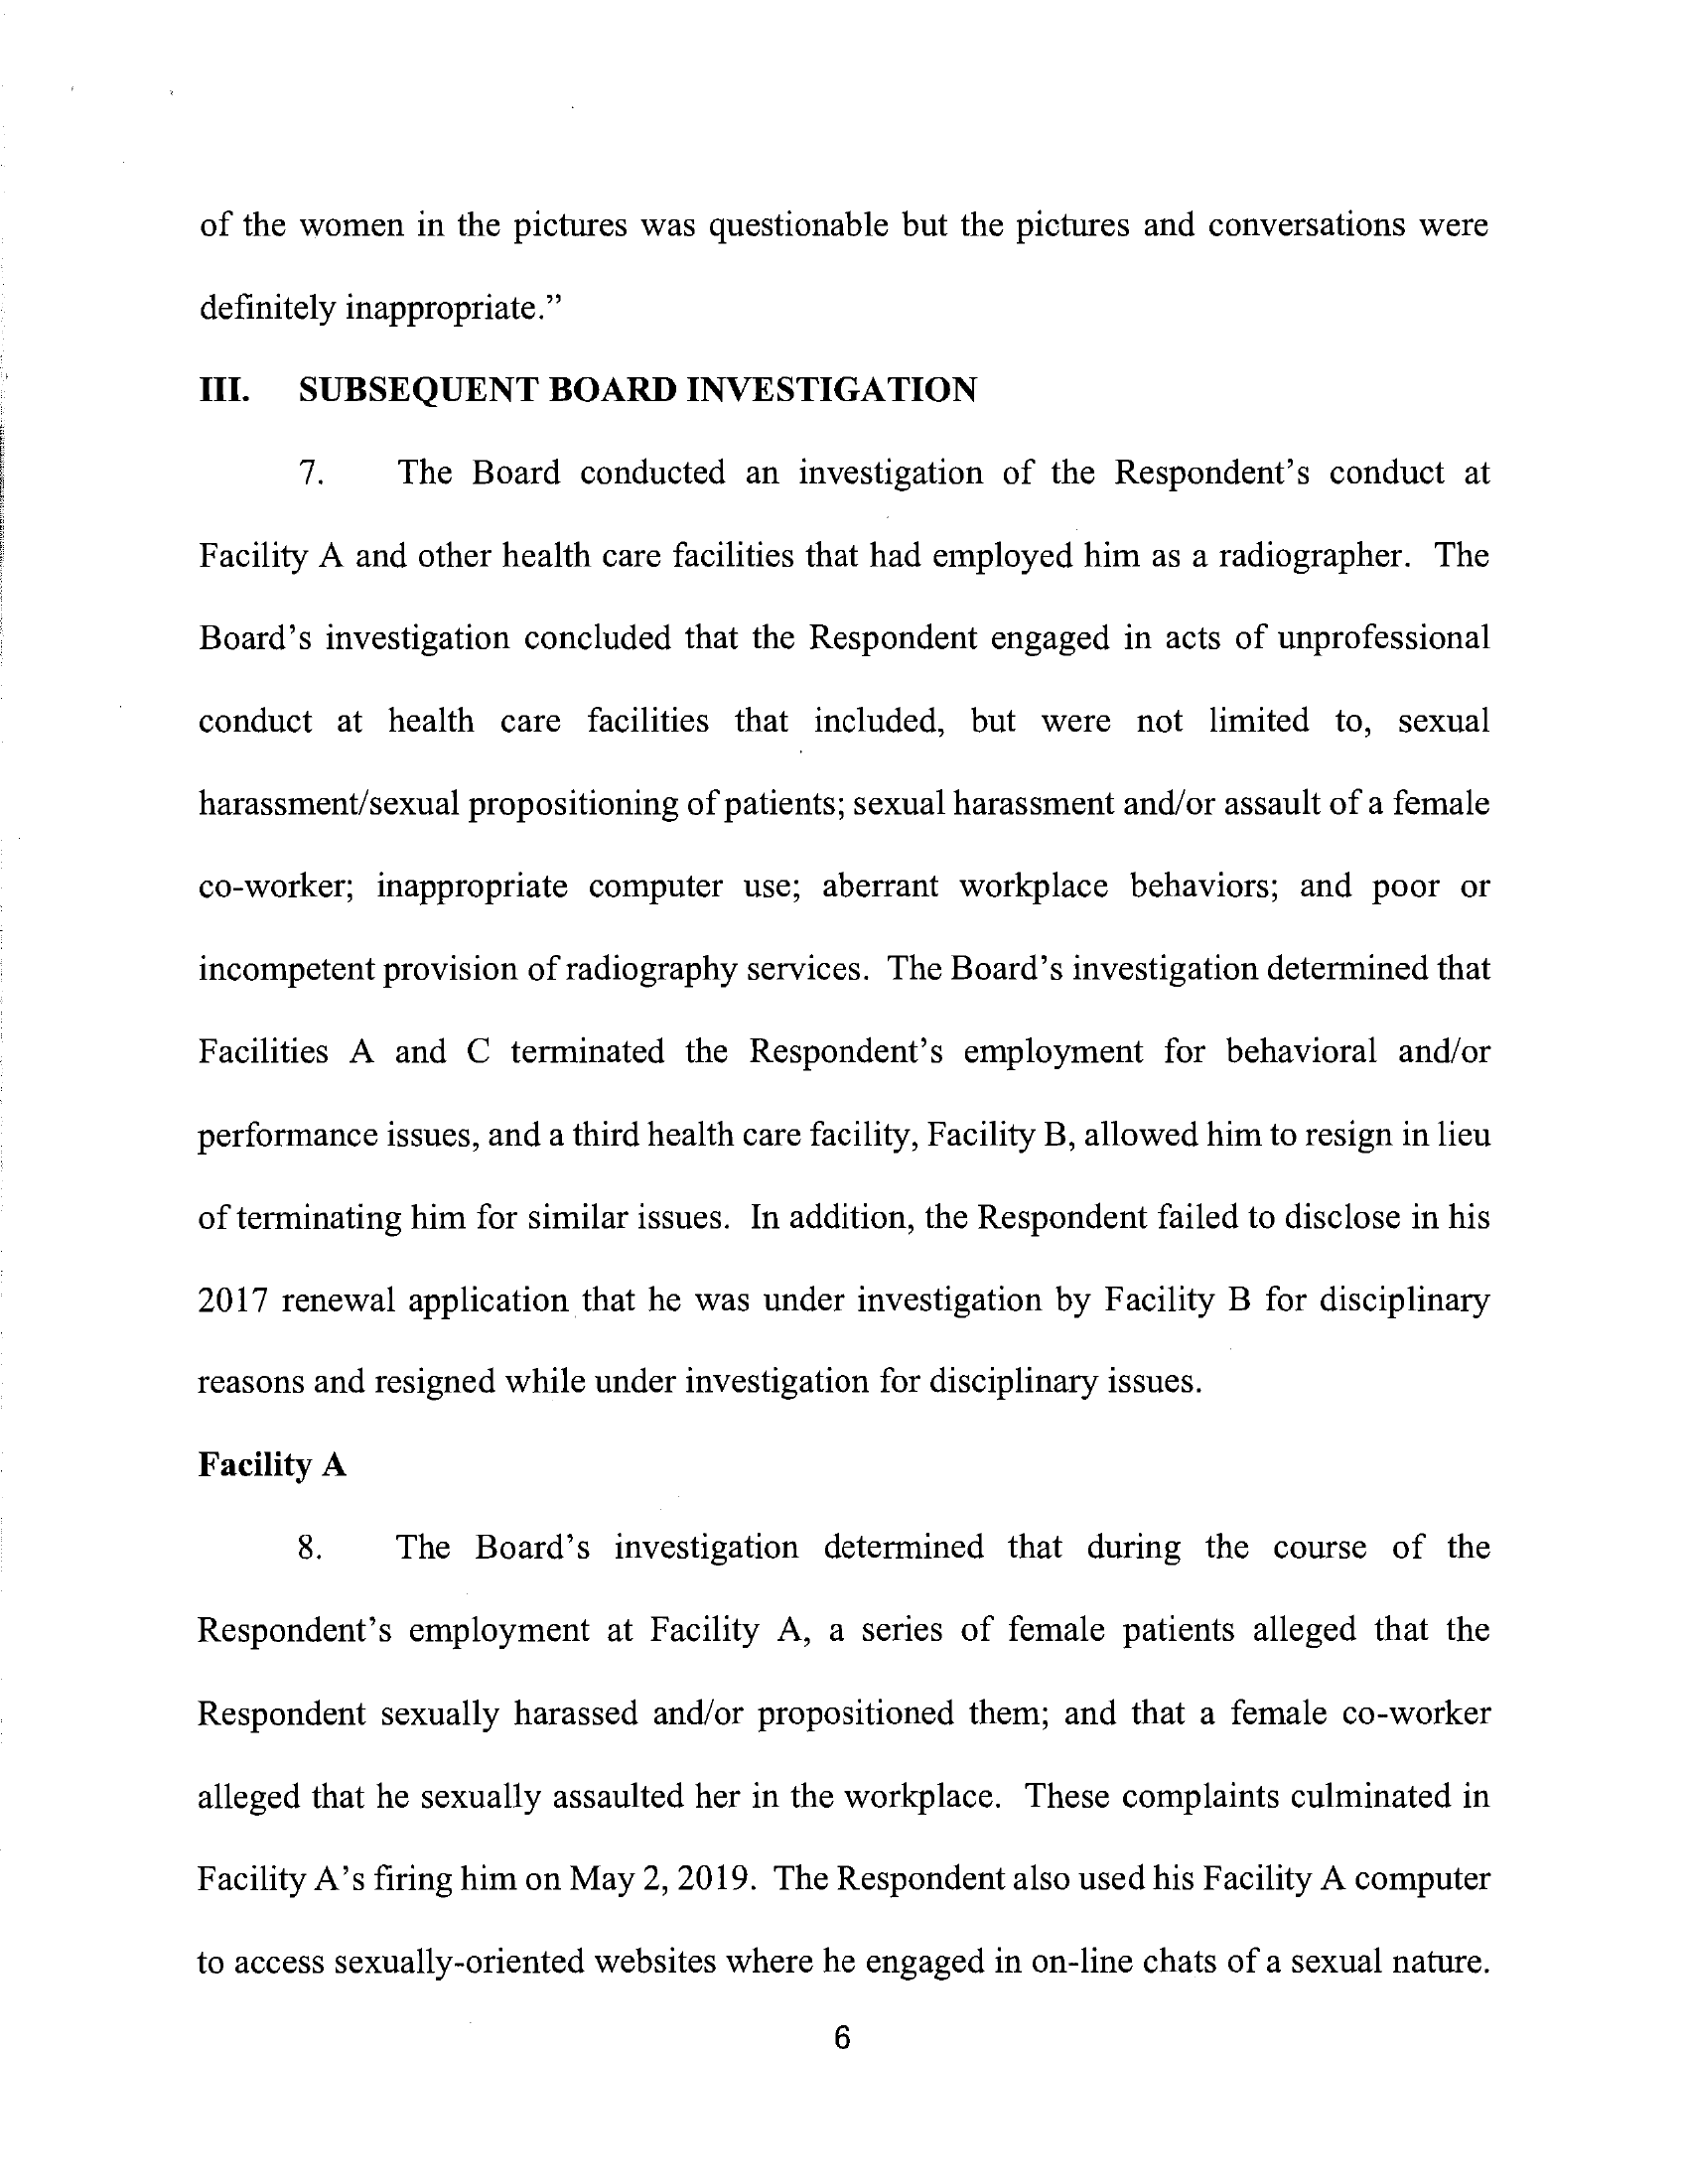 of the women in the pictures was questionable but the pictures and conversations were
definitely inappropriate.”
III. SUBSEQUENT BOARD INVESTIGATION
7. The Board conducted an investigation of the Respondent’s conduct at
Facility A and other health care facilities that had employed him as a radiographer. The
Board’s investigation concluded that the Respondent engaged in acts of unprofessional
conduct at health care facilities that included, but were not limited to, sexual
harassment/sexual propositioning of patients; sexual harassment and/or assault of a female
co-worker; inappropriate computer use; aberrant workplace behaviors; and poor or
incompetent provision of radiography services. The Board’s investigation determined that
Facilities A and C terminated the Respondent’s employment for behavioral and/or
performance issues, and a third health care facility, Facility B, allowed him to resign in lieu
of terminating him for similar issues. In addition, the Respondent failed to disclose in his
2017 renewal application that he was under investigation by Facility B for disciplinary
reasons and resigned while under investigation for disciplinary issues.
Facility A
8. The Board’s investigation determined that during the course of the
Respondent’s employment at Facility A, a series of female patients alleged that the
Respondent sexually harassed and/or propositioned them; and that a female co-worker
alleged that he sexually assaulted her in the workplace. These complaints culminated in
Facility A’s firing him on May 2, 2019. The Respondent also used his Facility A computer
to access sexually-oriented websites where he engaged in on-line chats of a sexual nature.
6